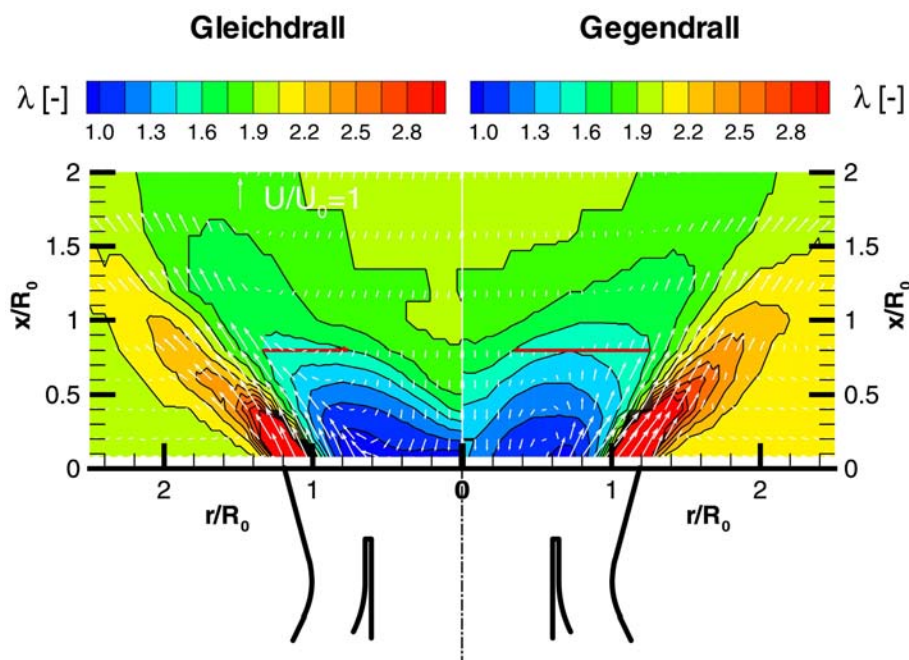 Gleichdrall Gegendrall
λ [-] λ [-]
1.0 1.3 1.6 1.9 2.2 2.5 2.8 1.0 1.3 1.6 1.9 2.2 2.5 2.8
2 2
U/U₀=1
1.5 1.5
x/R₀ x/R₀
1 1
0.5 0.5
0 0
2 1 0 1 2
r/R₀ r/R₀